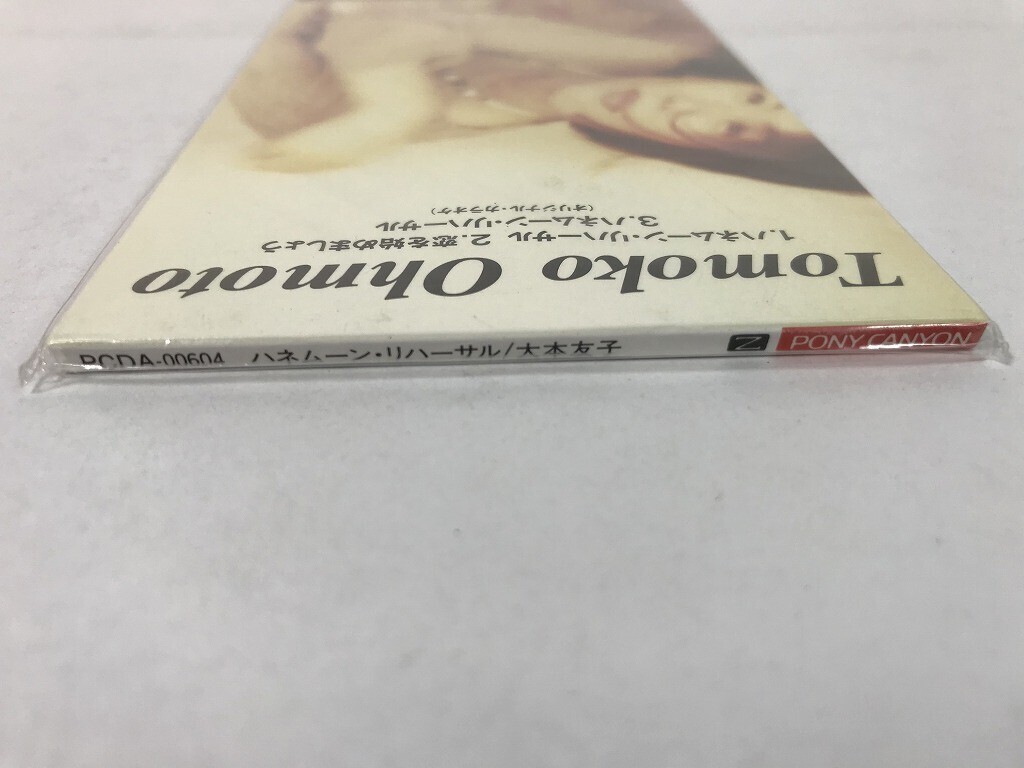 Tomoko Ohmoto
1.ハネムーン・リハーサル 2.恋を始めましょう
3.ハネムーン・リハーサル
(オリジナル・カラオケ)
PCDA-00604 ハネムーン・リハーサル/大本友子 Z PONY CANYON